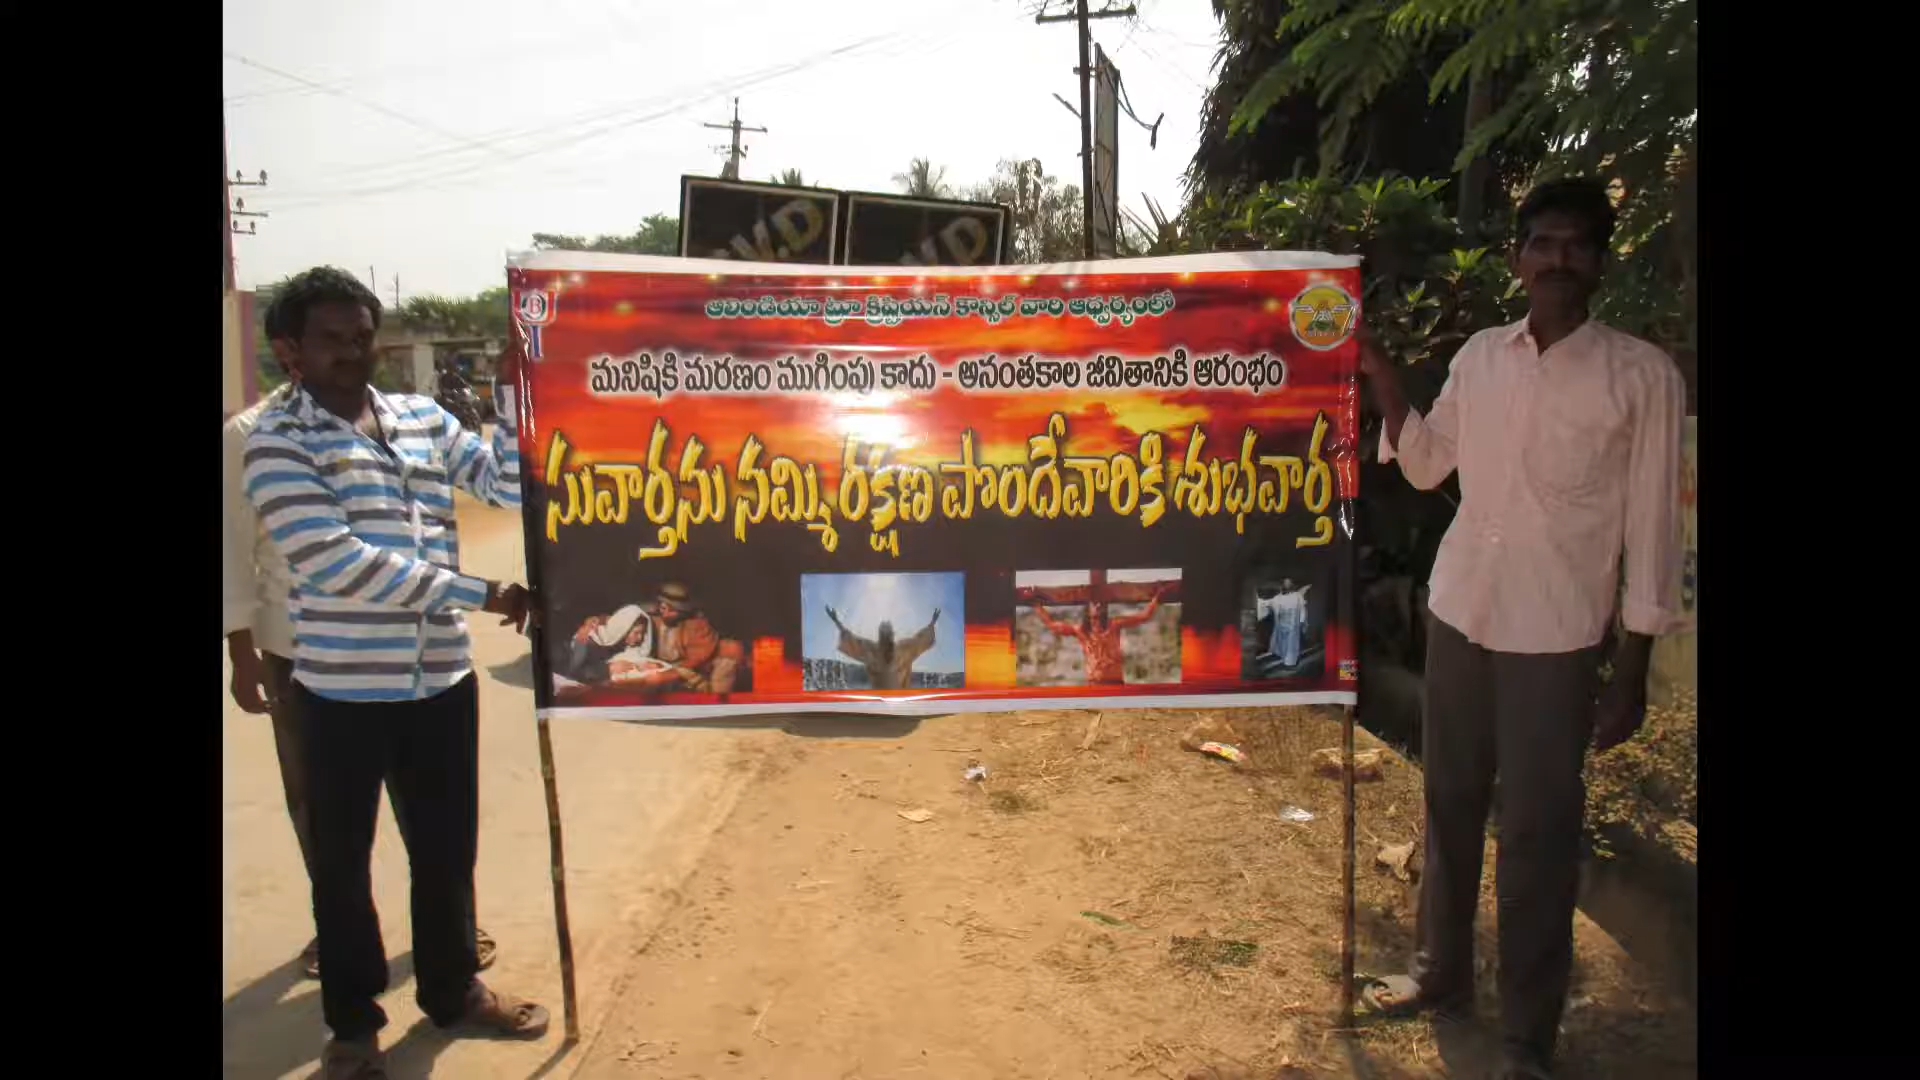 ఆలిండియా ట్రూ క్రిష్టియన్ కాన్సిల్ వారి ఆధ్వర్యంలో
మనిషికి మరణం ముగింపు కాదు - అనంతకాల జీవితానికి ఆరంభం
సువార్తను నమ్మి రక్షణ పొందేవారికి శుభవార్త